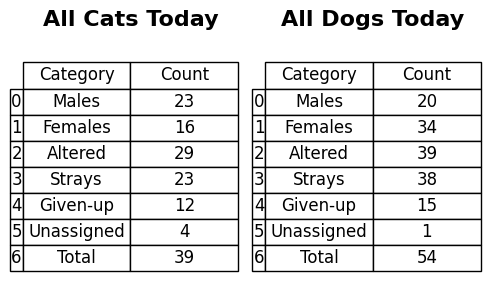 All Cats Today
Category Count
0 Males 23
1 Females 16
2 Altered 29
3 Strays 23
4 Given-up 12
5 Unassigned 4
6 Total 39
All Dogs Today
Category Count
0 Males 20
1 Females 34
2 Altered 39
3 Strays 38
4 Given-up 15
5 Unassigned 1
6 Total 54